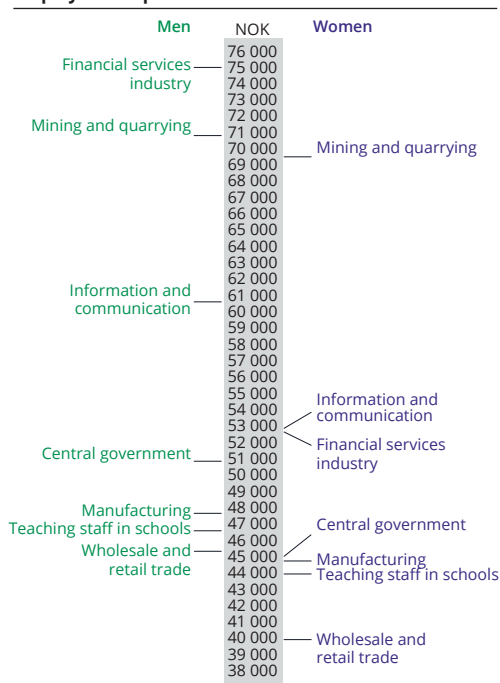 Men
NOK
Women
76 000
75 000
74 000
73 000
72 000
71 000
70 000
69 000
68 000
67 000
66 000
65 000
64 000
63 000
62 000
61 000
60 000
59 000
58 000
57 000
56 000
55 000
54 000
53 000
52 000
51 000
50 000
49 000
48 000
47 000
46 000
45 000
44 000
43 000
42 000
41 000
40 000
39 000
38 000
Financial services
industry
Mining and quarrying
Information and
communication
Central government
Manufacturing
Teaching staff in schools
Wholesale and
retail trade
Mining and quarrying
Information and
communication
Financial services
industry
Central government
Manufacturing
Teaching staff in schools
Wholesale and
retail trade